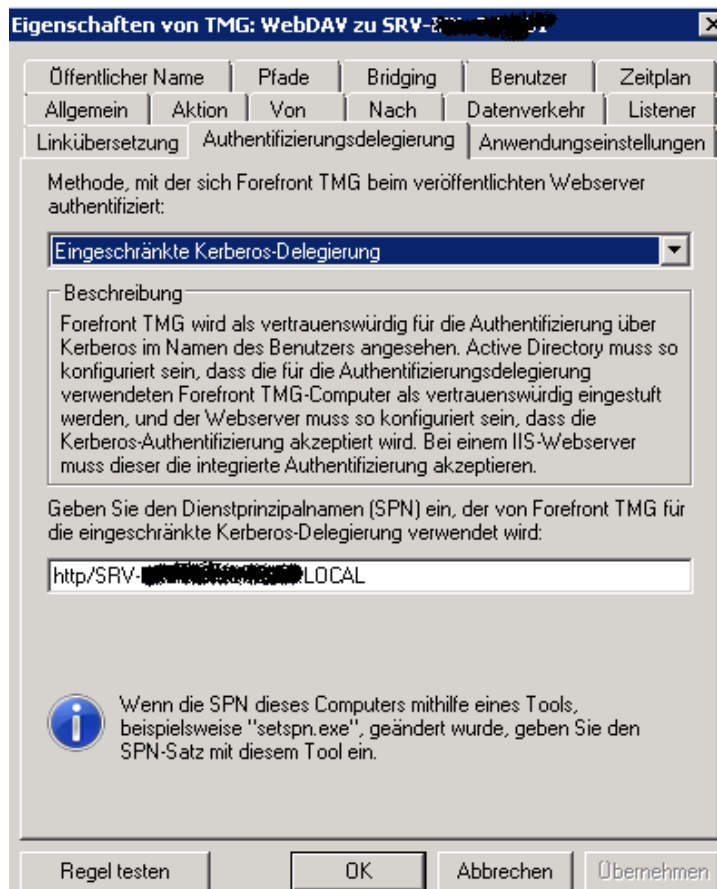 Eigenschaften von TMG: WebDAV zu SRV-
Öffentlicher Name Pfade Bridging Benutzer Zeitplan
Allgemein Aktion Von Nach Datenverkehr Listener
Linkübersetzung Authentifizierungsdelegierung Anwendungseinstellungen
Methode, mit der sich Forefront TMG beim veröffentlichten Webserver
authentifiziert:
Eingeschränkte Kerberos-Delegierung
Beschreibung
Forefront TMG wird als vertrauenswürdig für die Authentifizierung über
Kerberos im Namen des Benutzers angesehen. Active Directory muss so
konfiguriert sein, dass die für die Authentifizierungsdelegierung
verwendeten Forefront TMG-Computer als vertrauenswürdig eingestuft
werden, und der Webserver muss so konfiguriert sein, dass die
Kerberos-Authentifizierung akzeptiert wird. Bei einem IIS-Webserver
muss dieser die integrierte Authentifizierung akzeptieren.
Geben Sie den Dienstprinzipalnamen (SPN) ein, der von Forefront TMG für
die eingeschränkte Kerberos-Delegierung verwendet wird:
http/SRV- LOCAL
Wenn die SPN dieses Computers mithilfe eines Tools,
beispielsweise "setspn.exe", geändert wurde, geben Sie den
SPN-Satz mit diesem Tool ein.
Regel testen OK Abbrechen Übernehmen